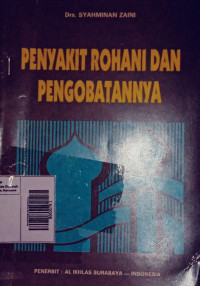 Drs. SYAHMINAN ZAINI
PENYAKIT ROHANI DAN
PENGOBATANNYA
PENERBIT : AL IKHLAS SURABAYA — INDONESIA